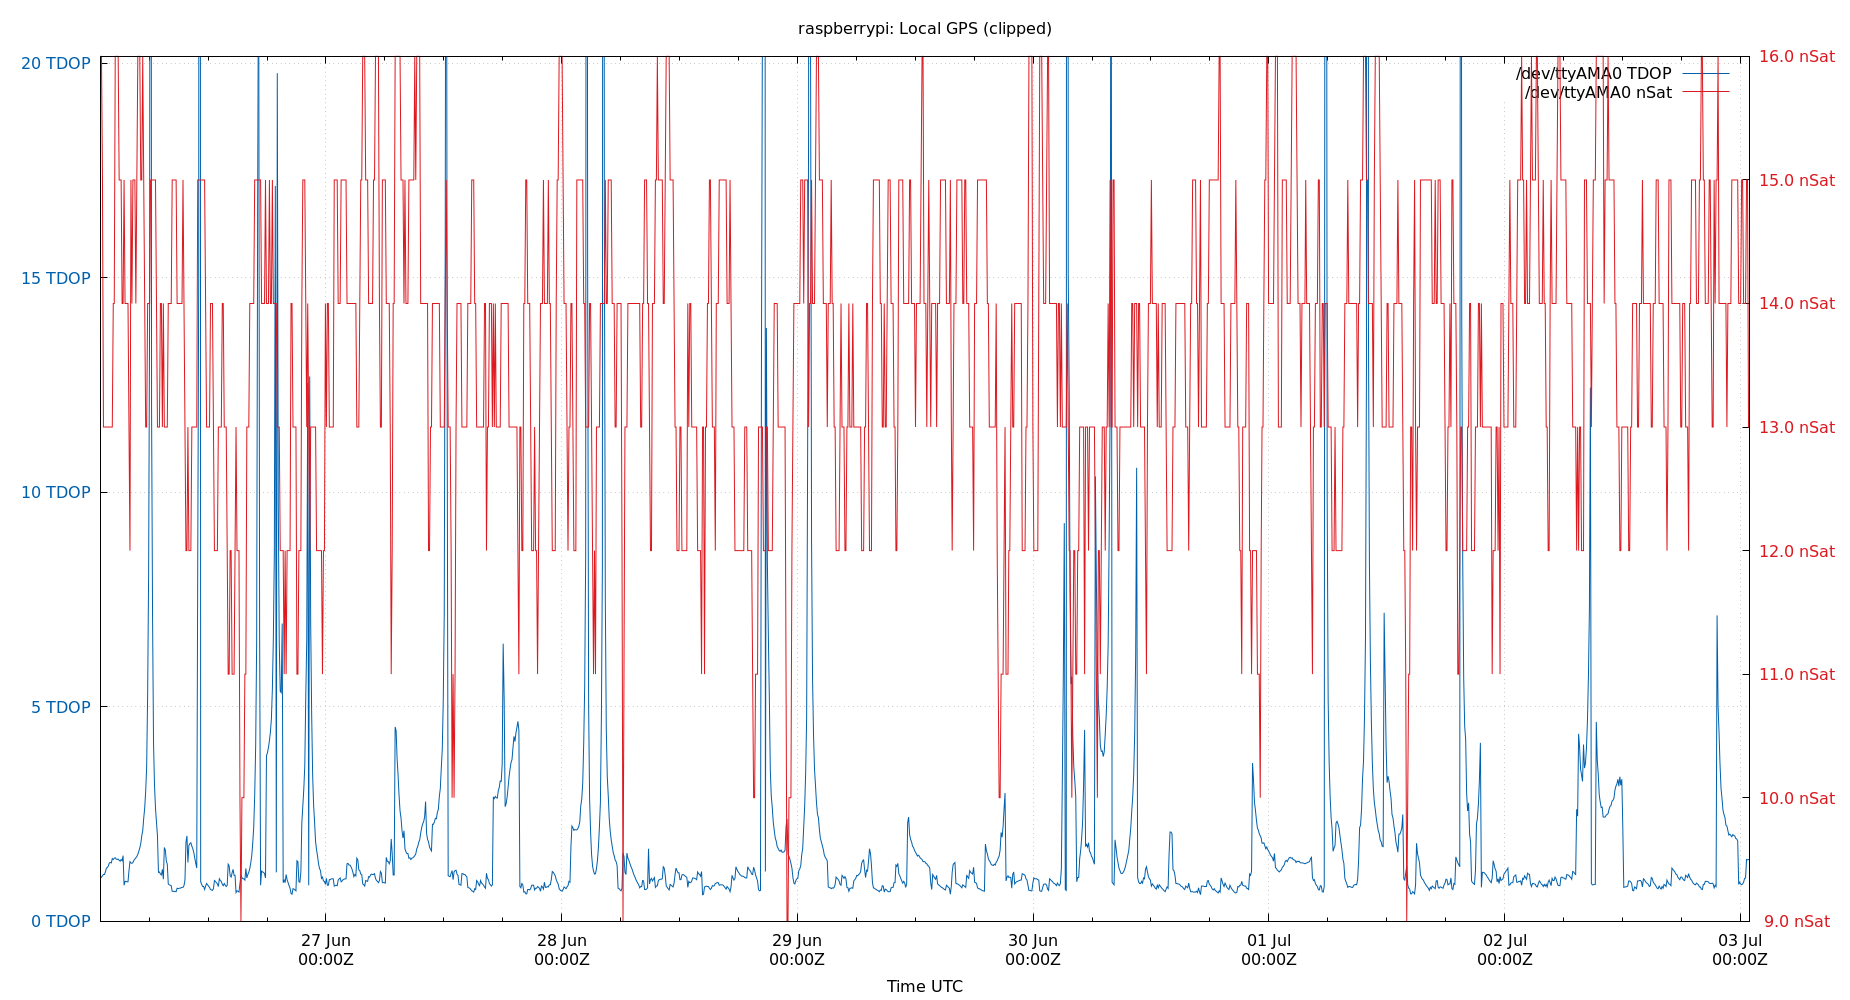 raspberrypi: Local GPS (clipped)
20 TDOP
15 TDOP
10 TDOP
5 TDOP
0 TDOP
16.0 nSat
15.0 nSat
14.0 nSat
13.0 nSat
12.0 nSat
11.0 nSat
10.0 nSat
9.0 nSat
/dev/ttyAMA0 TDOP
/dev/ttyAMA0 nSat
27 Jun
00:00Z
28 Jun
00:00Z
29 Jun
00:00Z
30 Jun
00:00Z
01 Jul
00:00Z
02 Jul
00:00Z
03 Jul
00:00Z
Time UTC